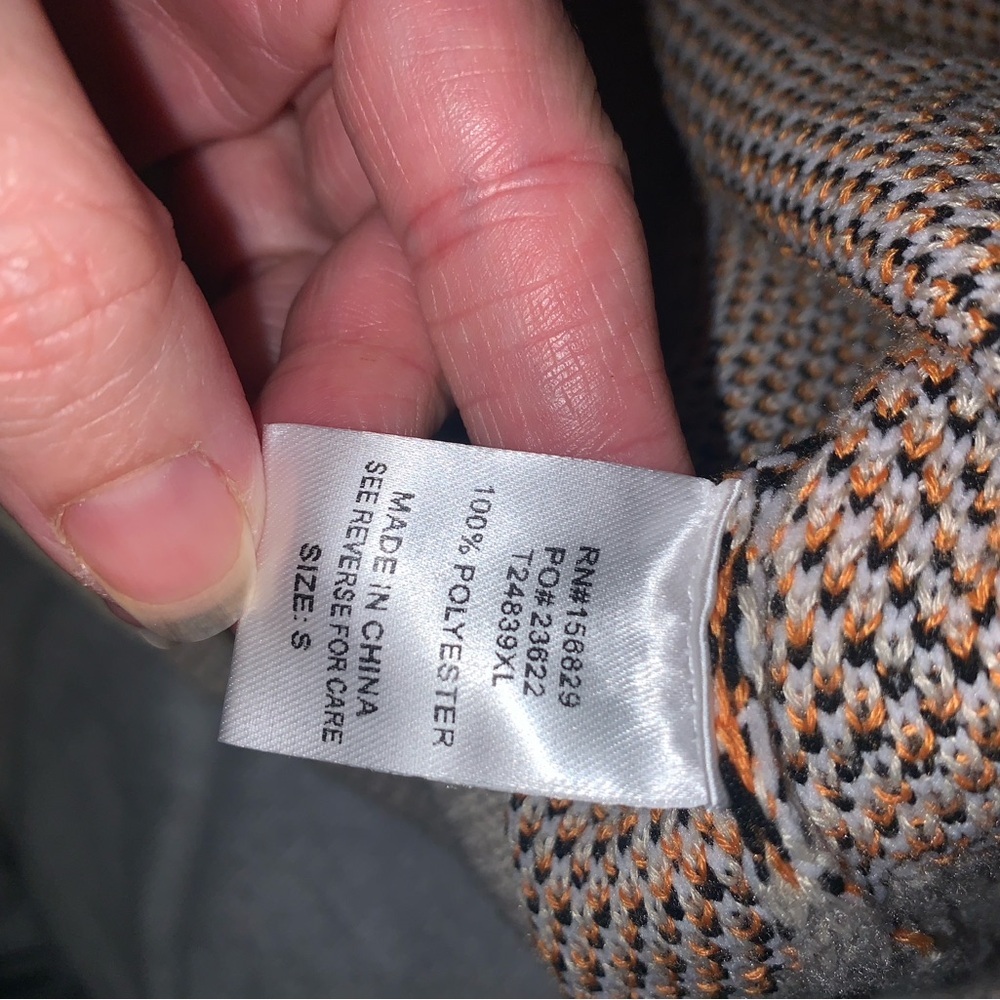 RN#156829
PO#23622
T24839XL
100% POLYESTER
MADE IN CHINA
SEE REVERSE FOR CARE
SIZE: S